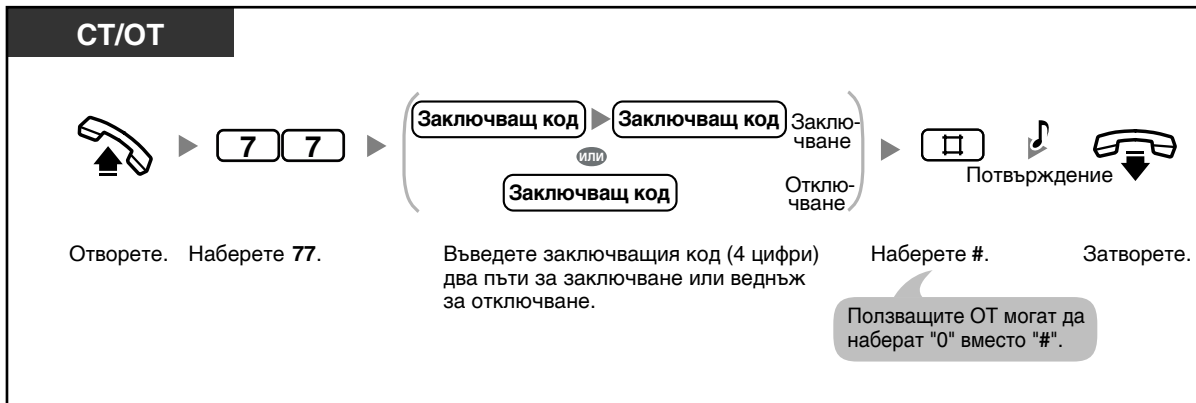 СТ/ОТ
Заключващ код Заключващ код Заклю-
чване
или
Заключващ код Отклю-
чване
7 7
Потвърждение
Отворете. Наберете 77. Въведете заключващия код (4 цифри) Наберете #. Затворете.
два пъти за заключване или веднъж
за отключване.
Ползващите ОТ могат да
наберат "0" вместо "#".